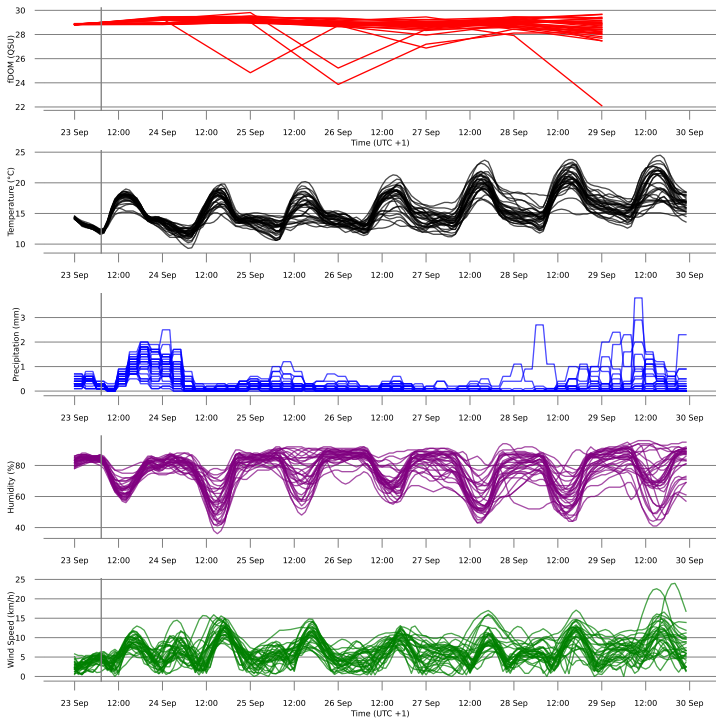 30
28
26
24
22
fDOM (QSU)
23 Sep 12:00 24 Sep 12:00 25 Sep 12:00 26 Sep 12:00 27 Sep 12:00 28 Sep 12:00 29 Sep 12:00 30 Sep
Time (UTC +1)
25
20
15
10
Temperature (°C)
23 Sep 12:00 24 Sep 12:00 25 Sep 12:00 26 Sep 12:00 27 Sep 12:00 28 Sep 12:00 29 Sep 12:00 30 Sep
3
2
1
0
Precipitation (mm)
23 Sep 12:00 24 Sep 12:00 25 Sep 12:00 26 Sep 12:00 27 Sep 12:00 28 Sep 12:00 29 Sep 12:00 30 Sep
80
60
40
Humidity (%)
23 Sep 12:00 24 Sep 12:00 25 Sep 12:00 26 Sep 12:00 27 Sep 12:00 28 Sep 12:00 29 Sep 12:00 30 Sep
25
20
15
10
5
0
Wind Speed (km/h)
23 Sep 12:00 24 Sep 12:00 25 Sep 12:00 26 Sep 12:00 27 Sep 12:00 28 Sep 12:00 29 Sep 12:00 30 Sep
Time (UTC +1)